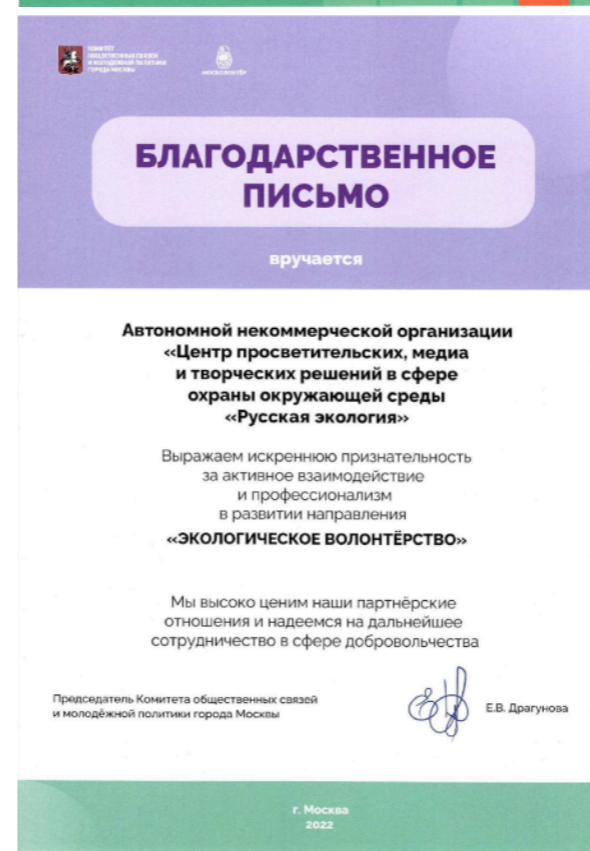 КОМИТЕТ
ОБЩЕСТВЕННЫХ СВЯЗЕЙ
И МОЛОДЁЖНОЙ ПОЛИТИКИ
ГОРОДА МОСКВЫ
МОСВОЛОНТЁР
БЛАГОДАРСТВЕННОЕ
ПИСЬМО
вручается
Автономной некоммерческой организации
«Центр просветительских, медиа
и творческих решений в сфере
охраны окружающей среды
«Русская экология»
Выражаем искреннюю признательность
за активное взаимодействие
и профессионализм
в развитии направления
«ЭКОЛОГИЧЕСКОЕ ВОЛОНТЁРСТВО»
Мы высоко ценим наши партнёрские
отношения и надеемся на дальнейшее
сотрудничество в сфере добровольчества
Председатель Комитета общественных связей
и молодёжной политики города Москвы
Е.В. Драгунова
г. Москва
2022